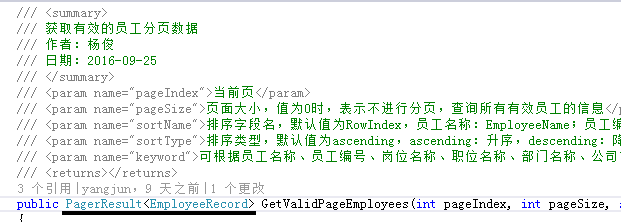 /// <summary>
/// 获取有效的员工分页数据
/// 作者：杨俊
/// 日期：2016-09-25
/// </summary>
/// <param name="pageIndex">当前页</param>
/// <param name="pageSize">页面大小，值为0时，表示不进行分页，查询所有有效员工的信息</p
/// <param name="sortName">排序字段名，默认值为RowIndex，员工名称：EmployeeName；员工编
/// <param name="sortType">排序类型，默认值为ascending，ascending：升序，descending：降
/// <param name="keyword">可根据员工名称、员工编号、岗位名称、职位名称、部门名称、公司
/// <returns></returns>
3 个引用|yangjun，9 天之前|1 个更改
public PagerResult<EmployeeRecord> GetValidPageEmployees(int pageIndex, int pageSize,
{